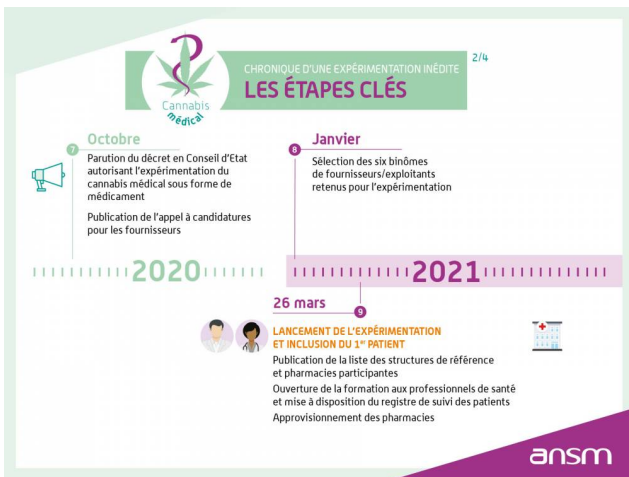 CHRONIQUE D'UNE EXPÉRIMENTATION INÉDITE
2/4
LES ÉTAPES CLÉS
Cannabis
médical
Octobre
7
Parution du décret en Conseil d'Etat
autorisant l'expérimentation du
cannabis médical sous forme de
médicament
Publication de l'appel à candidatures
pour les fournisseurs
Janvier
8
Sélection des six binômes
de fournisseurs/exploitants
retenus pour l'expérimentation
2020
2021
26 mars
9
LANCEMENT DE L'EXPÉRIMENTATION
ET INCLUSION DU 1er PATIENT
Publication de la liste des structures de référence
et pharmacies participantes
Ouverture de la formation aux professionnels de santé
et mise à disposition du registre de suivi des patients
Approvisionnement des pharmacies
ansm